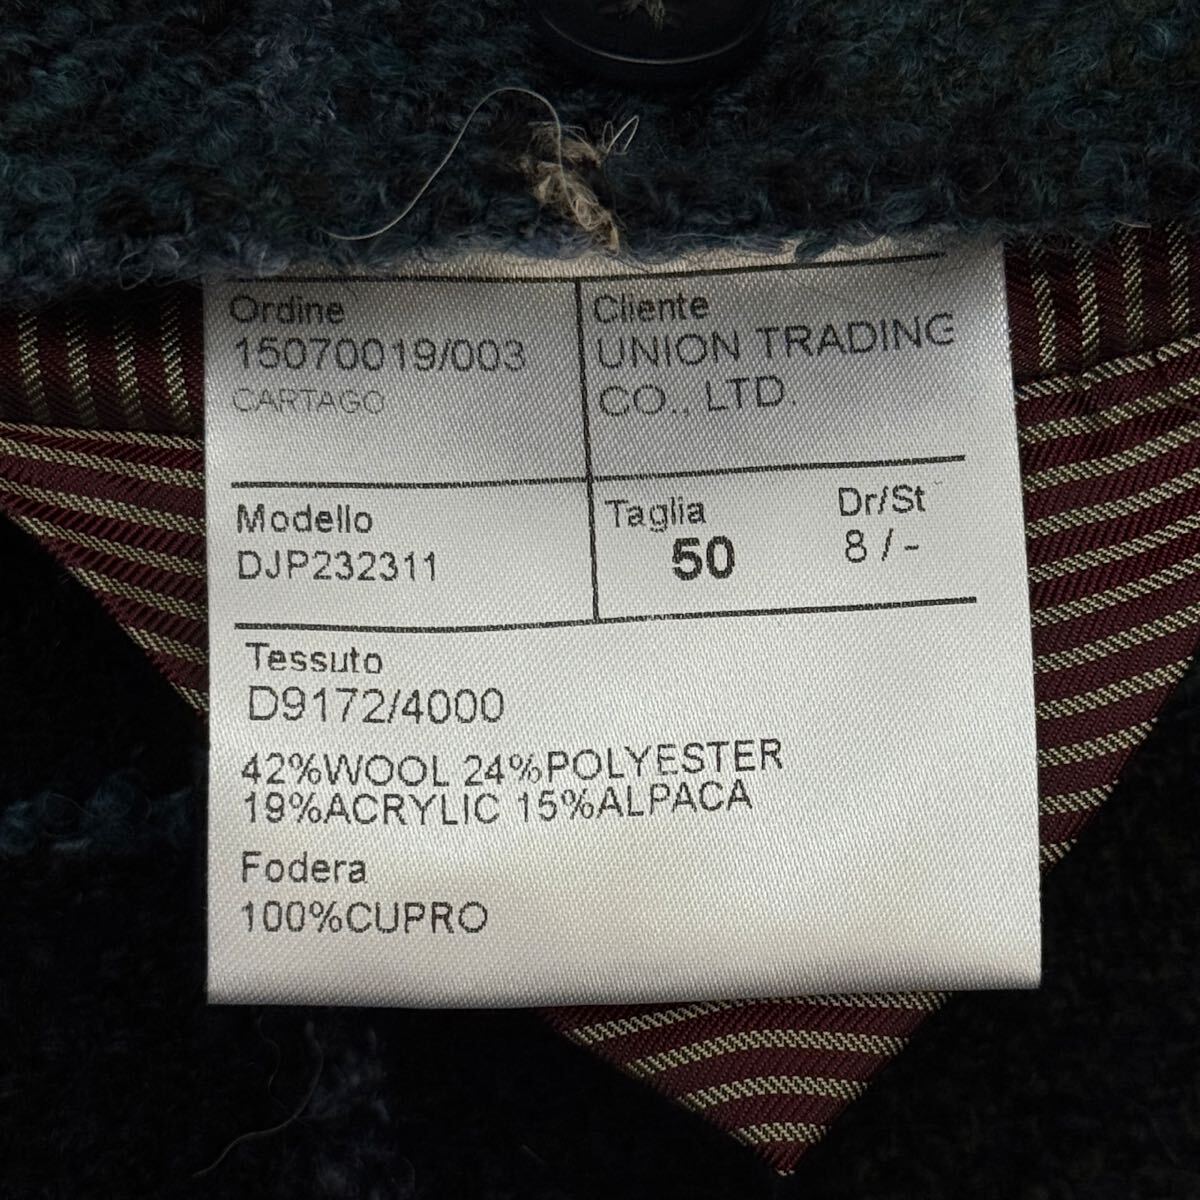 Ordine
15070019/003
CARTAGO
Cliente
UNION TRADING
CO., LTD.
Modello
DJP232311
Taglia
50
Dr/St
8 / -
Tessuto
D9172/4000
42%WOOL 24%POLYESTER
19%ACRYLIC 15%ALPACA
Fodera
100%CUPRO